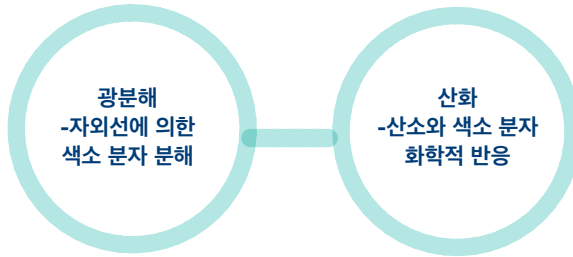 광분해
-자외선에 의한
색소 분자 분해
산화
-산소와 색소 분자
화학적 반응